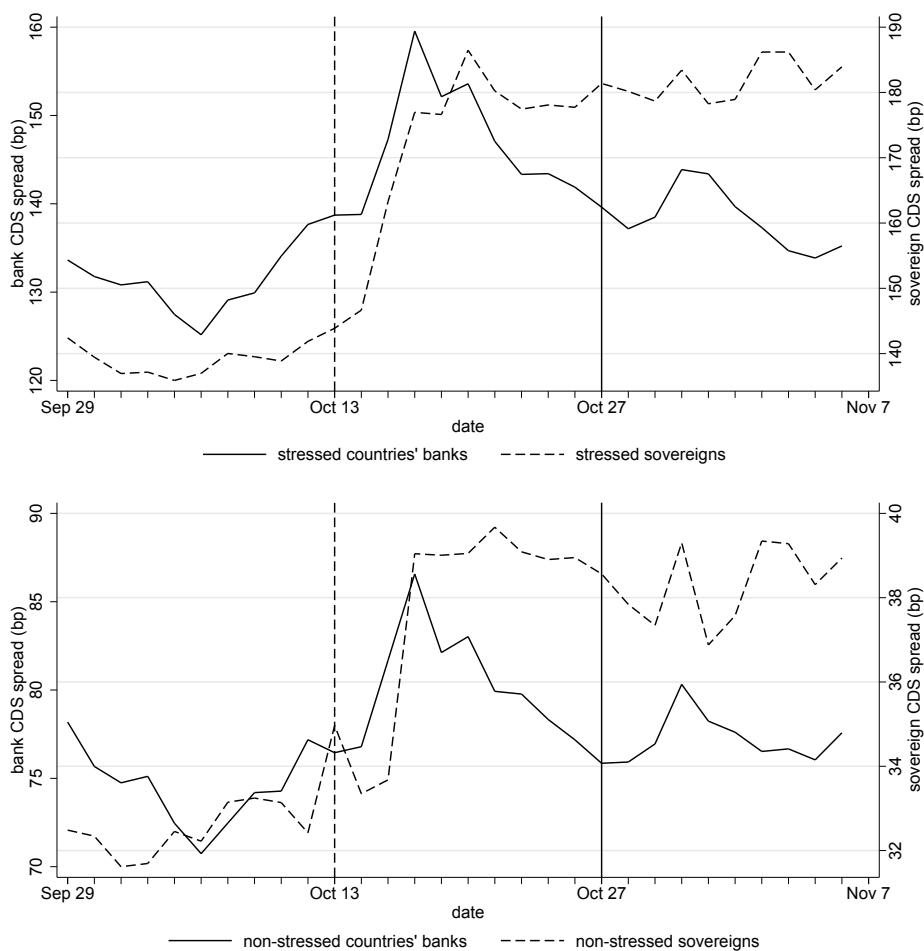 160
150
140
130
120
bank CDS spread (bp)
190
180
170
160
150
140
sovereign CDS spread (bp)
Sep 29 Oct 13 Oct 27 Nov 7
date
stressed countries' banks stressed sovereigns
90
85
80
75
70
bank CDS spread (bp)
40
38
36
34
32
sovereign CDS spread (bp)
Sep 29 Oct 13 Oct 27 Nov 7
date
non-stressed countries' banks non-stressed sovereigns